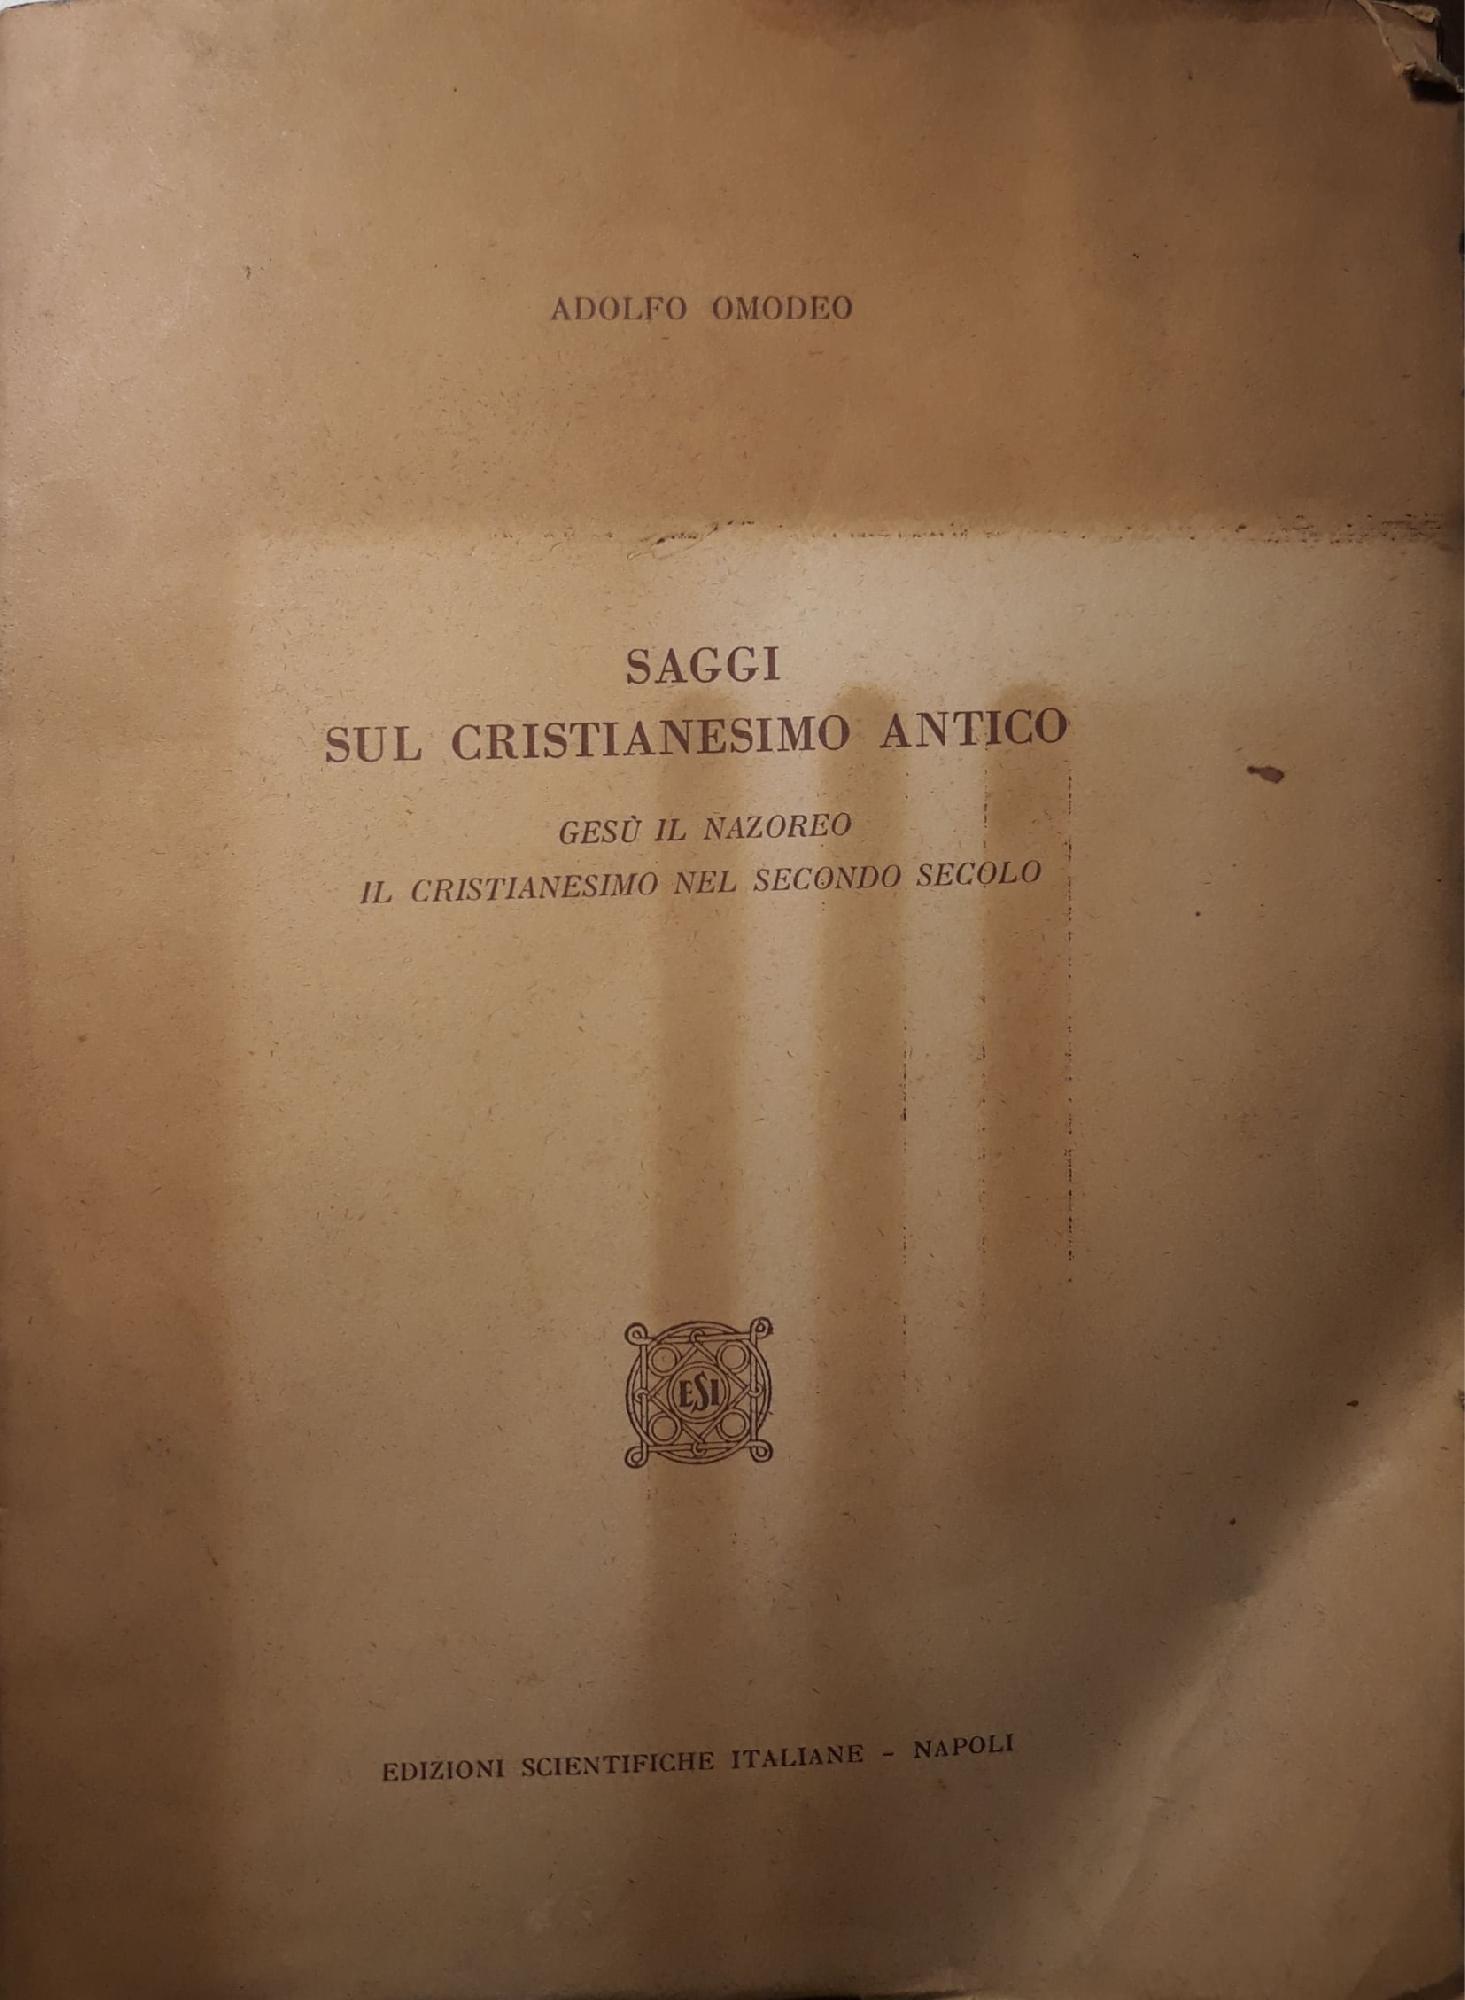 ADOLFO OMODEO
SAGGI
SUL CRISTIANESIMO ANTICO
GESÙ IL NAZOREO
IL CRISTIANESIMO NEL SECONDO SECOLO
ESI
EDIZIONI SCIENTIFICHE ITALIANE - NAPOLI